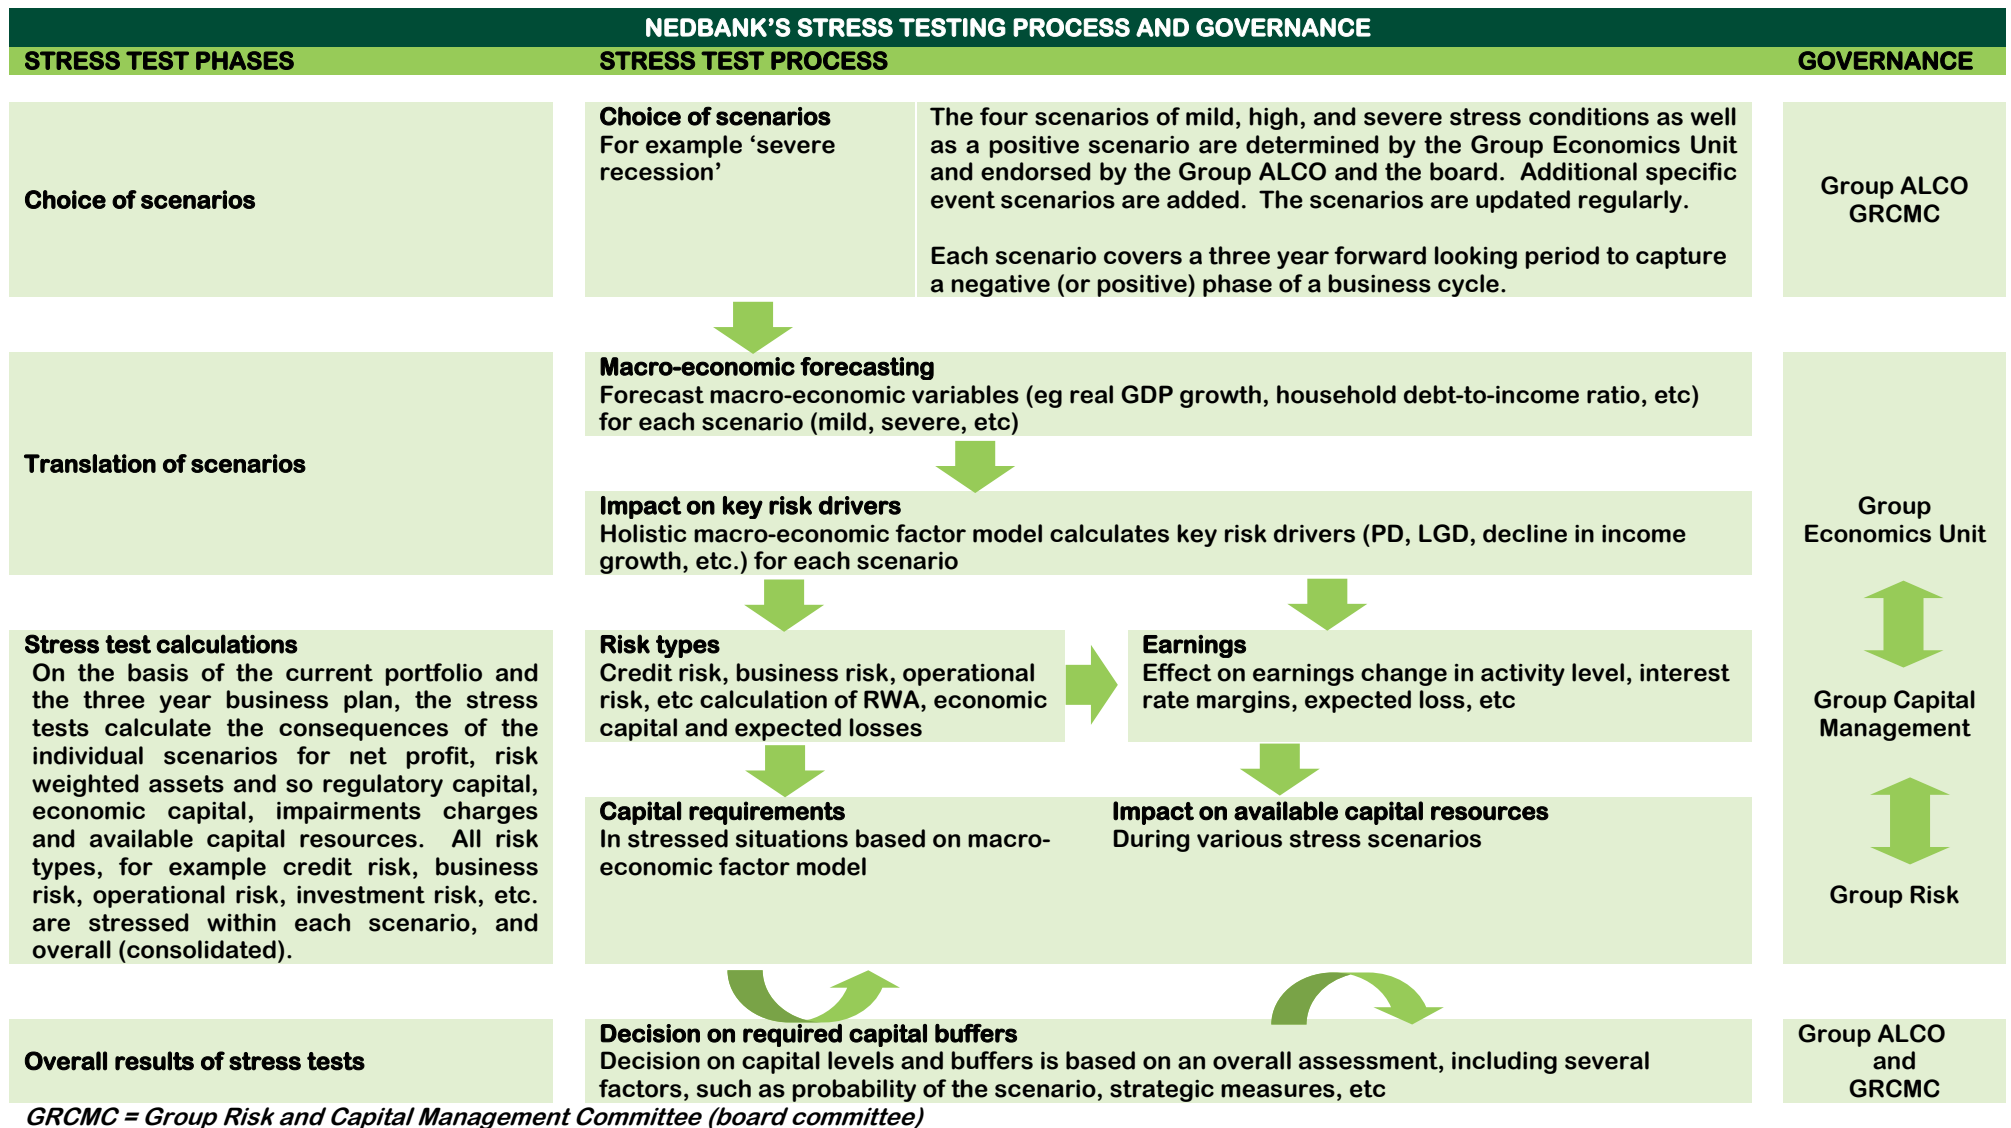 NEDBANK’S STRESS TESTING PROCESS AND GOVERNANCE
STRESS TEST PHASES
STRESS TEST PROCESS
GOVERNANCE
Choice of scenarios
Choice of scenarios
For example ‘severe
recession’
The four scenarios of mild, high, and severe stress conditions as well
as a positive scenario are determined by the Group Economics Unit
and endorsed by the Group ALCO and the board. Additional specific
event scenarios are added. The scenarios are updated regularly.
Each scenario covers a three year forward looking period to capture
a negative (or positive) phase of a business cycle.
Group ALCO
GRCMC
Translation of scenarios
Macro-economic forecasting
Forecast macro-economic variables (eg real GDP growth, household debt-to-income ratio, etc)
for each scenario (mild, severe, etc)
Impact on key risk drivers
Holistic macro-economic factor model calculates key risk drivers (PD, LGD, decline in income
growth, etc.) for each scenario
Group
Economics Unit
Group Capital
Management
Group Risk
Stress test calculations
On the basis of the current portfolio and
the three year business plan, the stress
tests calculate the consequences of the
individual scenarios for net profit, risk
weighted assets and so regulatory capital,
economic capital, impairments charges
and available capital resources. All risk
types, for example credit risk, business
risk, operational risk, investment risk, etc.
are stressed within each scenario, and
overall (consolidated).
Risk types
Credit risk, business risk, operational
risk, etc calculation of RWA, economic
capital and expected losses
Earnings
Effect on earnings change in activity level, interest
rate margins, expected loss, etc
Capital requirements
In stressed situations based on macro-
economic factor model
Impact on available capital resources
During various stress scenarios
Overall results of stress tests
Decision on required capital buffers
Decision on capital levels and buffers is based on an overall assessment, including several
factors, such as probability of the scenario, strategic measures, etc
Group ALCO
and
GRCMC
GRCMC = Group Risk and Capital Management Committee (board committee)